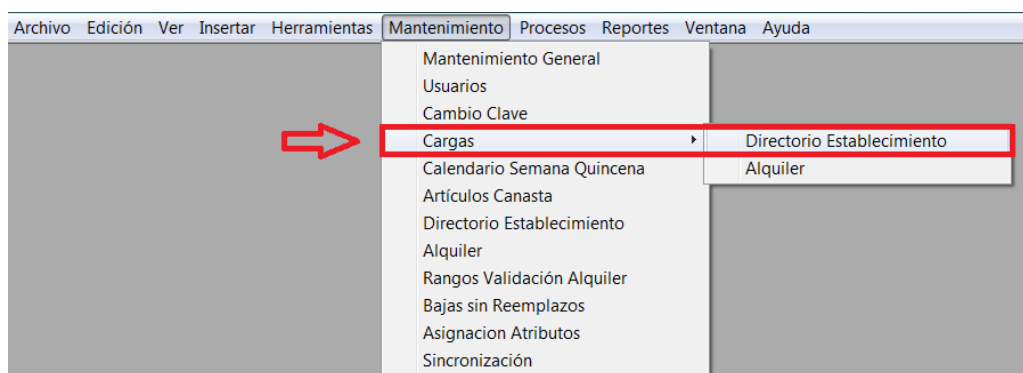 Archivo Edición Ver Insertar Herramientas Mantenimiento Procesos Reportes Ventana Ayuda
Mantenimiento General
Usuarios
Cambio Clave
Cargas
Directorio Establecimiento
Alquiler
Calendario Semana Quincena
Artículos Canasta
Directorio Establecimiento
Alquiler
Rangos Validación Alquiler
Bajas sin Reemplazos
Asignacion Atributos
Sincronización